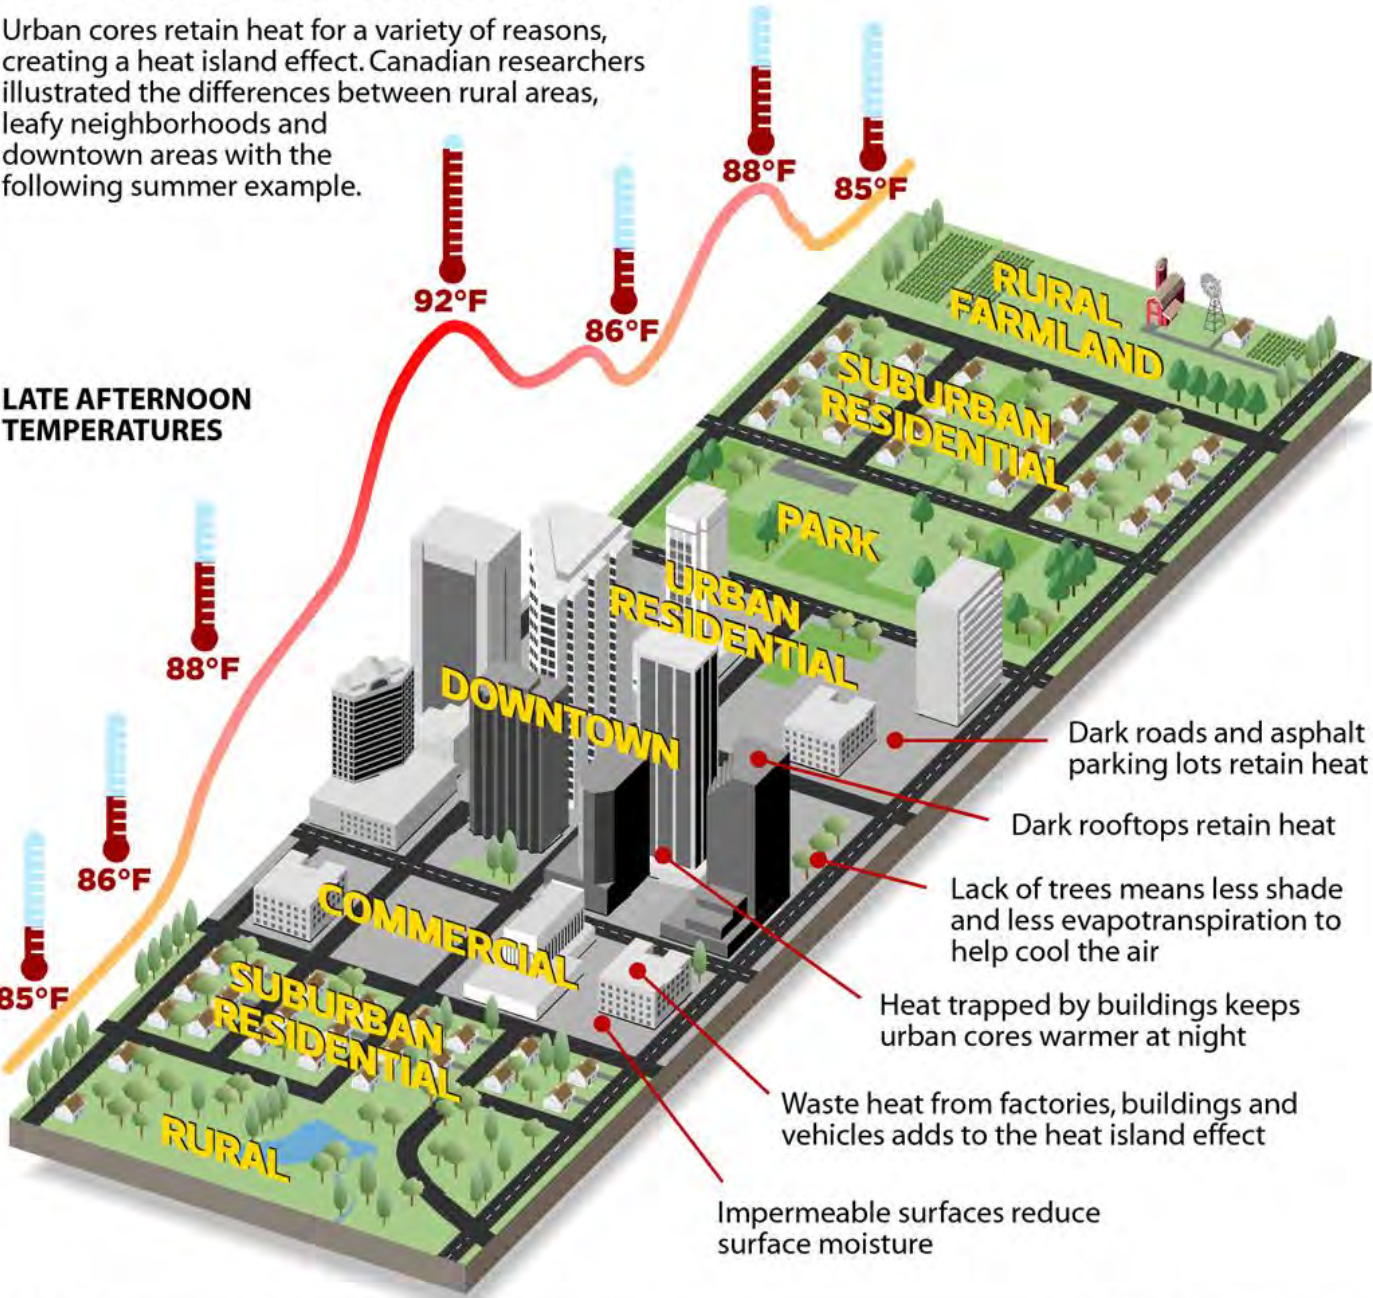 Urban cores retain heat for a variety of reasons,
creating a heat island effect. Canadian researchers
illustrated the differences between rural areas,
leafy neighborhoods and
downtown areas with the
following summer example.
88°F
85°F
92°F
86°F
LATE AFTERNOON
TEMPERATURES
88°F
86°F
85°F
RURAL
FARMLAND
SUBURBAN
RESIDENTIAL
PARK
URBAN
RESIDENTIAL
DOWNTOWN
COMMERCIAL
SUBURBAN
RESIDENTIAL
RURAL
Dark roads and asphalt
parking lots retain heat
Dark rooftops retain heat
Lack of trees means less shade
and less evapotranspiration to
help cool the air
Heat trapped by buildings keeps
urban cores warmer at night
Waste heat from factories, buildings and
vehicles adds to the heat island effect
Impermeable surfaces reduce
surface moisture